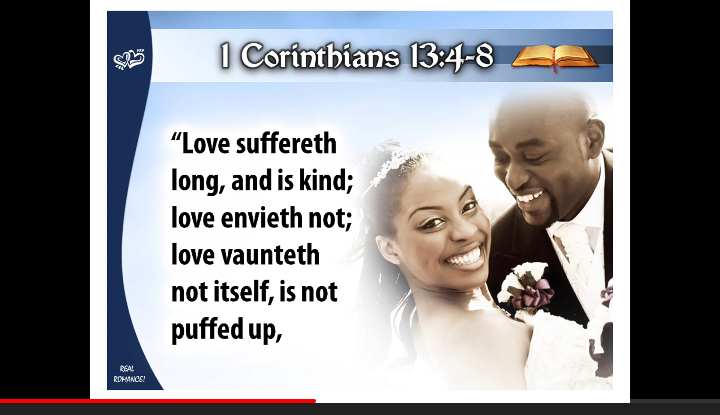 1 Corinthians 13:4-8
“Love suffereth
long, and is kind;
love envieth not;
love vaunteth
not itself, is not
puffed up,
REAL
ROMANCE!